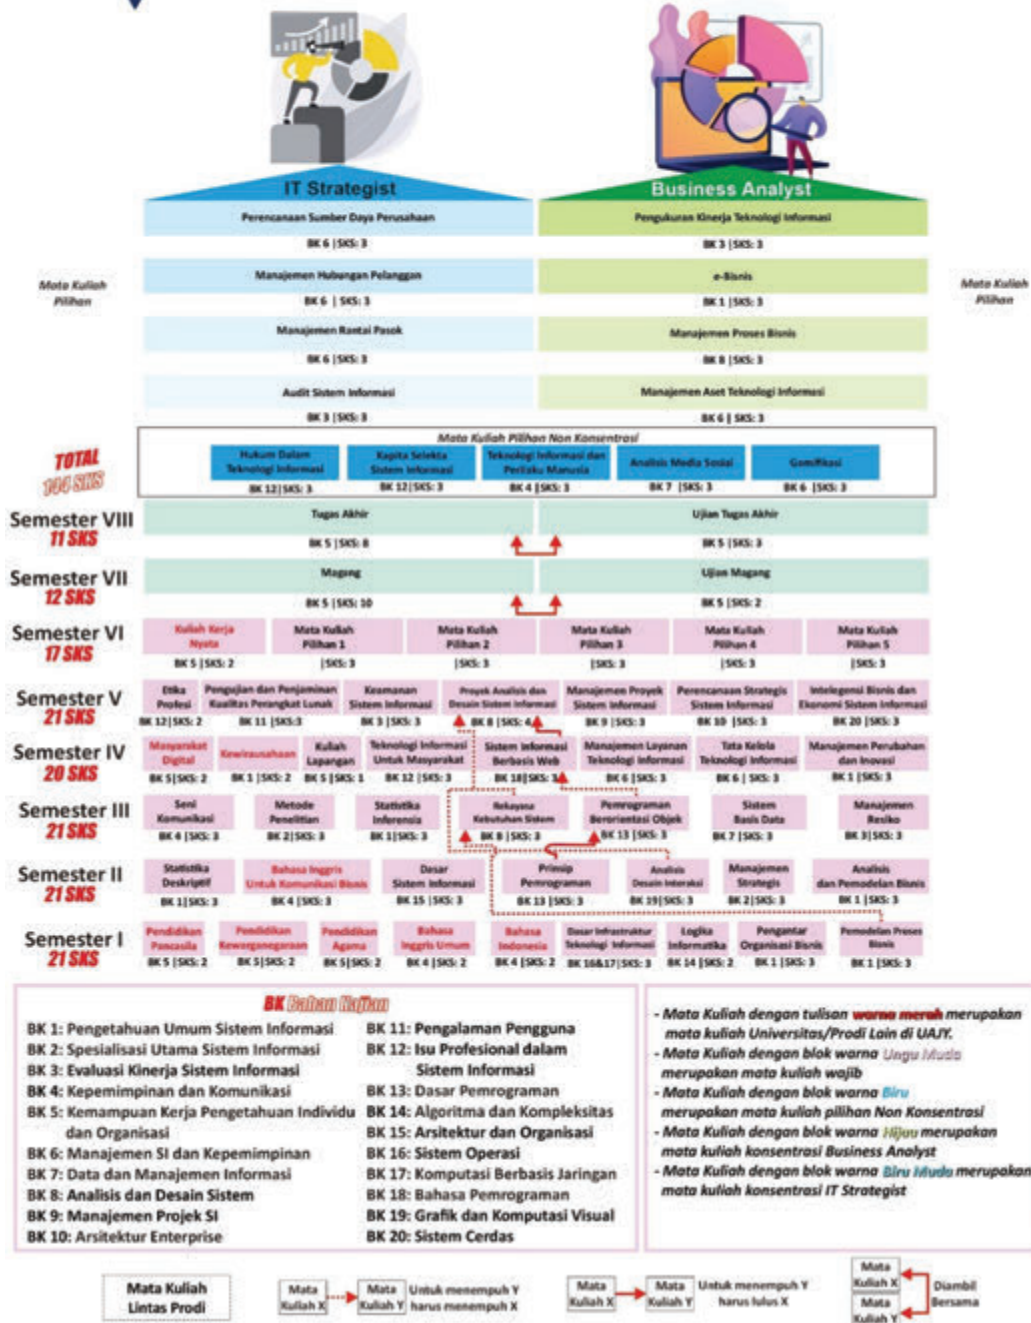 IT Strategist
Business Analyst
Perencanaan Sumber Daya Perusahaan
BK 6 | SKS: 3
Pengukuran Kinerja Teknologi Informasi
BK 3 | SKS: 3
Mata Kuliah
Pilihan
Manajemen Hubungan Pelanggan
BK 6 | SKS: 3
e-Bisnis
BK 1 | SKS: 3
Mata Kuliah
Pilihan
Manajemen Rantai Pasok
BK 6 | SKS: 3
Manajemen Proses Bisnis
BK 8 | SKS: 3
Audit Sistem Informasi
BK 3 | SKS: 3
Manajemen Aset Teknologi Informasi
BK 6 | SKS: 3
Mata Kuliah Pilihan Non Konsentrasi
TOTAL
144 SKS
Hukum Dalam
Teknologi Informasi
BK 12|SKS: 3
Kapita Selekta
Sistem Informasi
BK 12|SKS: 3
Teknologi Informasi dan
Perilaku Manusia
BK 4 |SKS: 3
Analisis Media Sosial
BK 7 |SKS: 3
Gamifikasi
BK 6 | SKS: 3
Semester VIII
11 SKS
Tugas Akhir
BK 5 | SKS: 8
Ujian Tugas Akhir
BK 5 | SKS: 3
Semester VII
12 SKS
Magang
BK 5 | SKS: 10
Ujian Magang
BK 5 | SKS: 2
Semester VI
17 SKS
Kuliah Kerja
Nyata
BK 5 |SKS: 2
Mata Kuliah
Pilihan 1
|SKS: 3
Mata Kuliah
Pilihan 2
|SKS: 3
Mata Kuliah
Pilihan 3
|SKS: 3
Mata Kuliah
Pilihan 4
|SKS: 3
Mata Kuliah
Pilihan 5
|SKS: 3
Semester V
21 SKS
Etika
Profesi
BK 12|SKS: 2
Pengujian dan Penjaminan
Kualitas Perangkat Lunak
BK 11 |SKS:3
Keamanan
Sistem Informasi
BK 3 |SKS: 3
Proyek Analisis dan
Desain Sistem Informasi
BK 8 |SKS: 4
Manajemen Proyek
Sistem Informasi
BK 9 |SKS: 3
Perencanaan Strategis
Sistem Informasi
BK 10 |SKS: 3
Intelegensi Bisnis dan
Ekonomi Sistem Informasi
BK 20 |SKS: 3
Semester IV
20 SKS
Masyarakat
Digital
BK 5|SKS: 2
Kewirausahaan
BK 1 |SKS: 2
Kuliah
Lapangan
BK 5 |SKS: 1
Teknologi Informasi
Untuk Masyarakat
BK 12 |SKS: 3
Sistem Informasi
Berbasis Web
BK 18|SKS: 3
Manajemen Layanan
Teknologi Informasi
BK 6 |SKS: 3
Tata Kelola
Teknologi Informasi
BK 6 | SKS: 3
Manajemen Perubahan
dan Inovasi
BK 1 |SKS: 3
Semester III
21 SKS
Seni
Komunikasi
BK 4 |SKS: 3
Metode
Penelitian
BK 2|SKS: 3
Statistika
Inferensia
BK 1|SKS: 3
Rekayasa
Kebutuhan Sistem
BK 8 |SKS: 3
Pemrograman
Berorientasi Objek
BK 13 |SKS: 3
Sistem
Basis Data
BK 7 |SKS: 3
Manajemen
Resiko
BK 3|SKS: 3
Semester II
21 SKS
Statistika
Deskriptif
BK 1|SKS: 3
Bahasa Inggris
Untuk Komunikasi Bisnis
BK 4 |SKS: 3
Dasar
Sistem Informasi
BK 15 |SKS: 3
Prinsip
Pemrograman
BK 13 |SKS: 3
Analisis
Desain Interaksi
BK 19|SKS: 3
Manajemen
Strategis
BK 2|SKS: 3
Analisis
dan Pemodelan Bisnis
BK 1 |SKS: 3
Semester I
21 SKS
Pendidikan
Pancasila
BK 5 |SKS: 2
Pendidikan
Kewarganegaraan
BK 5|SKS: 2
Pendidikan
Agama
BK 5|SKS: 2
Bahasa
Inggris Umum
BK 4 |SKS: 2
Bahasa
Indonesia
BK 4 |SKS: 2
Dasar Infrastruktur
Teknologi Informasi
BK 16&17|SKS: 3
Logika
Informatika
BK 14 |SKS: 2
Pengantar
Organisasi Bisnis
BK 1 |SKS: 3
Pemodelan Proses
Bisnis
BK 1 |SKS: 3
BK Bahan Kajian
BK 1: Pengetahuan Umum Sistem Informasi
BK 2: Spesialisasi Utama Sistem Informasi
BK 3: Evaluasi Kinerja Sistem Informasi
BK 4: Kepemimpinan dan Komunikasi
BK 5: Kemampuan Kerja Pengetahuan Individu
dan Organisasi
BK 6: Manajemen SI dan Kepemimpinan
BK 7: Data dan Manajemen Informasi
BK 8: Analisis dan Desain Sistem
BK 9: Manajemen Projek SI
BK 10: Arsitektur Enterprise
BK 11: Pengalaman Pengguna
BK 12: Isu Profesional dalam
Sistem Informasi
BK 13: Dasar Pemrograman
BK 14: Algoritma dan Kompleksitas
BK 15: Arsitektur dan Organisasi
BK 16: Sistem Operasi
BK 17: Komputasi Berbasis Jaringan
BK 18: Bahasa Pemrograman
BK 19: Grafik dan Komputasi Visual
BK 20: Sistem Cerdas
- Mata Kuliah dengan tulisan warna merah merupakan
mata kuliah Universitas/Prodi Lain di UAJY.
- Mata Kuliah dengan blok warna Ungu Muda
merupakan mata kuliah wajib
- Mata Kuliah dengan blok warna Biru
merupakan mata kuliah pilihan Non Konsentrasi
- Mata Kuliah dengan blok warna Hijau merupakan
mata kuliah konsentrasi Business Analyst
- Mata Kuliah dengan blok warna Biru Muda merupakan
mata kuliah konsentrasi IT Strategist
Mata Kuliah
Lintas Prodi
Mata
Kuliah X
Mata
Kuliah Y
Untuk menempuh Y
harus menempuh X
Mata
Kuliah X
Mata
Kuliah Y
Untuk menempuh Y
harus lulus X
Mata
Kuliah X
Mata
Kuliah Y
Diambil
Bersama